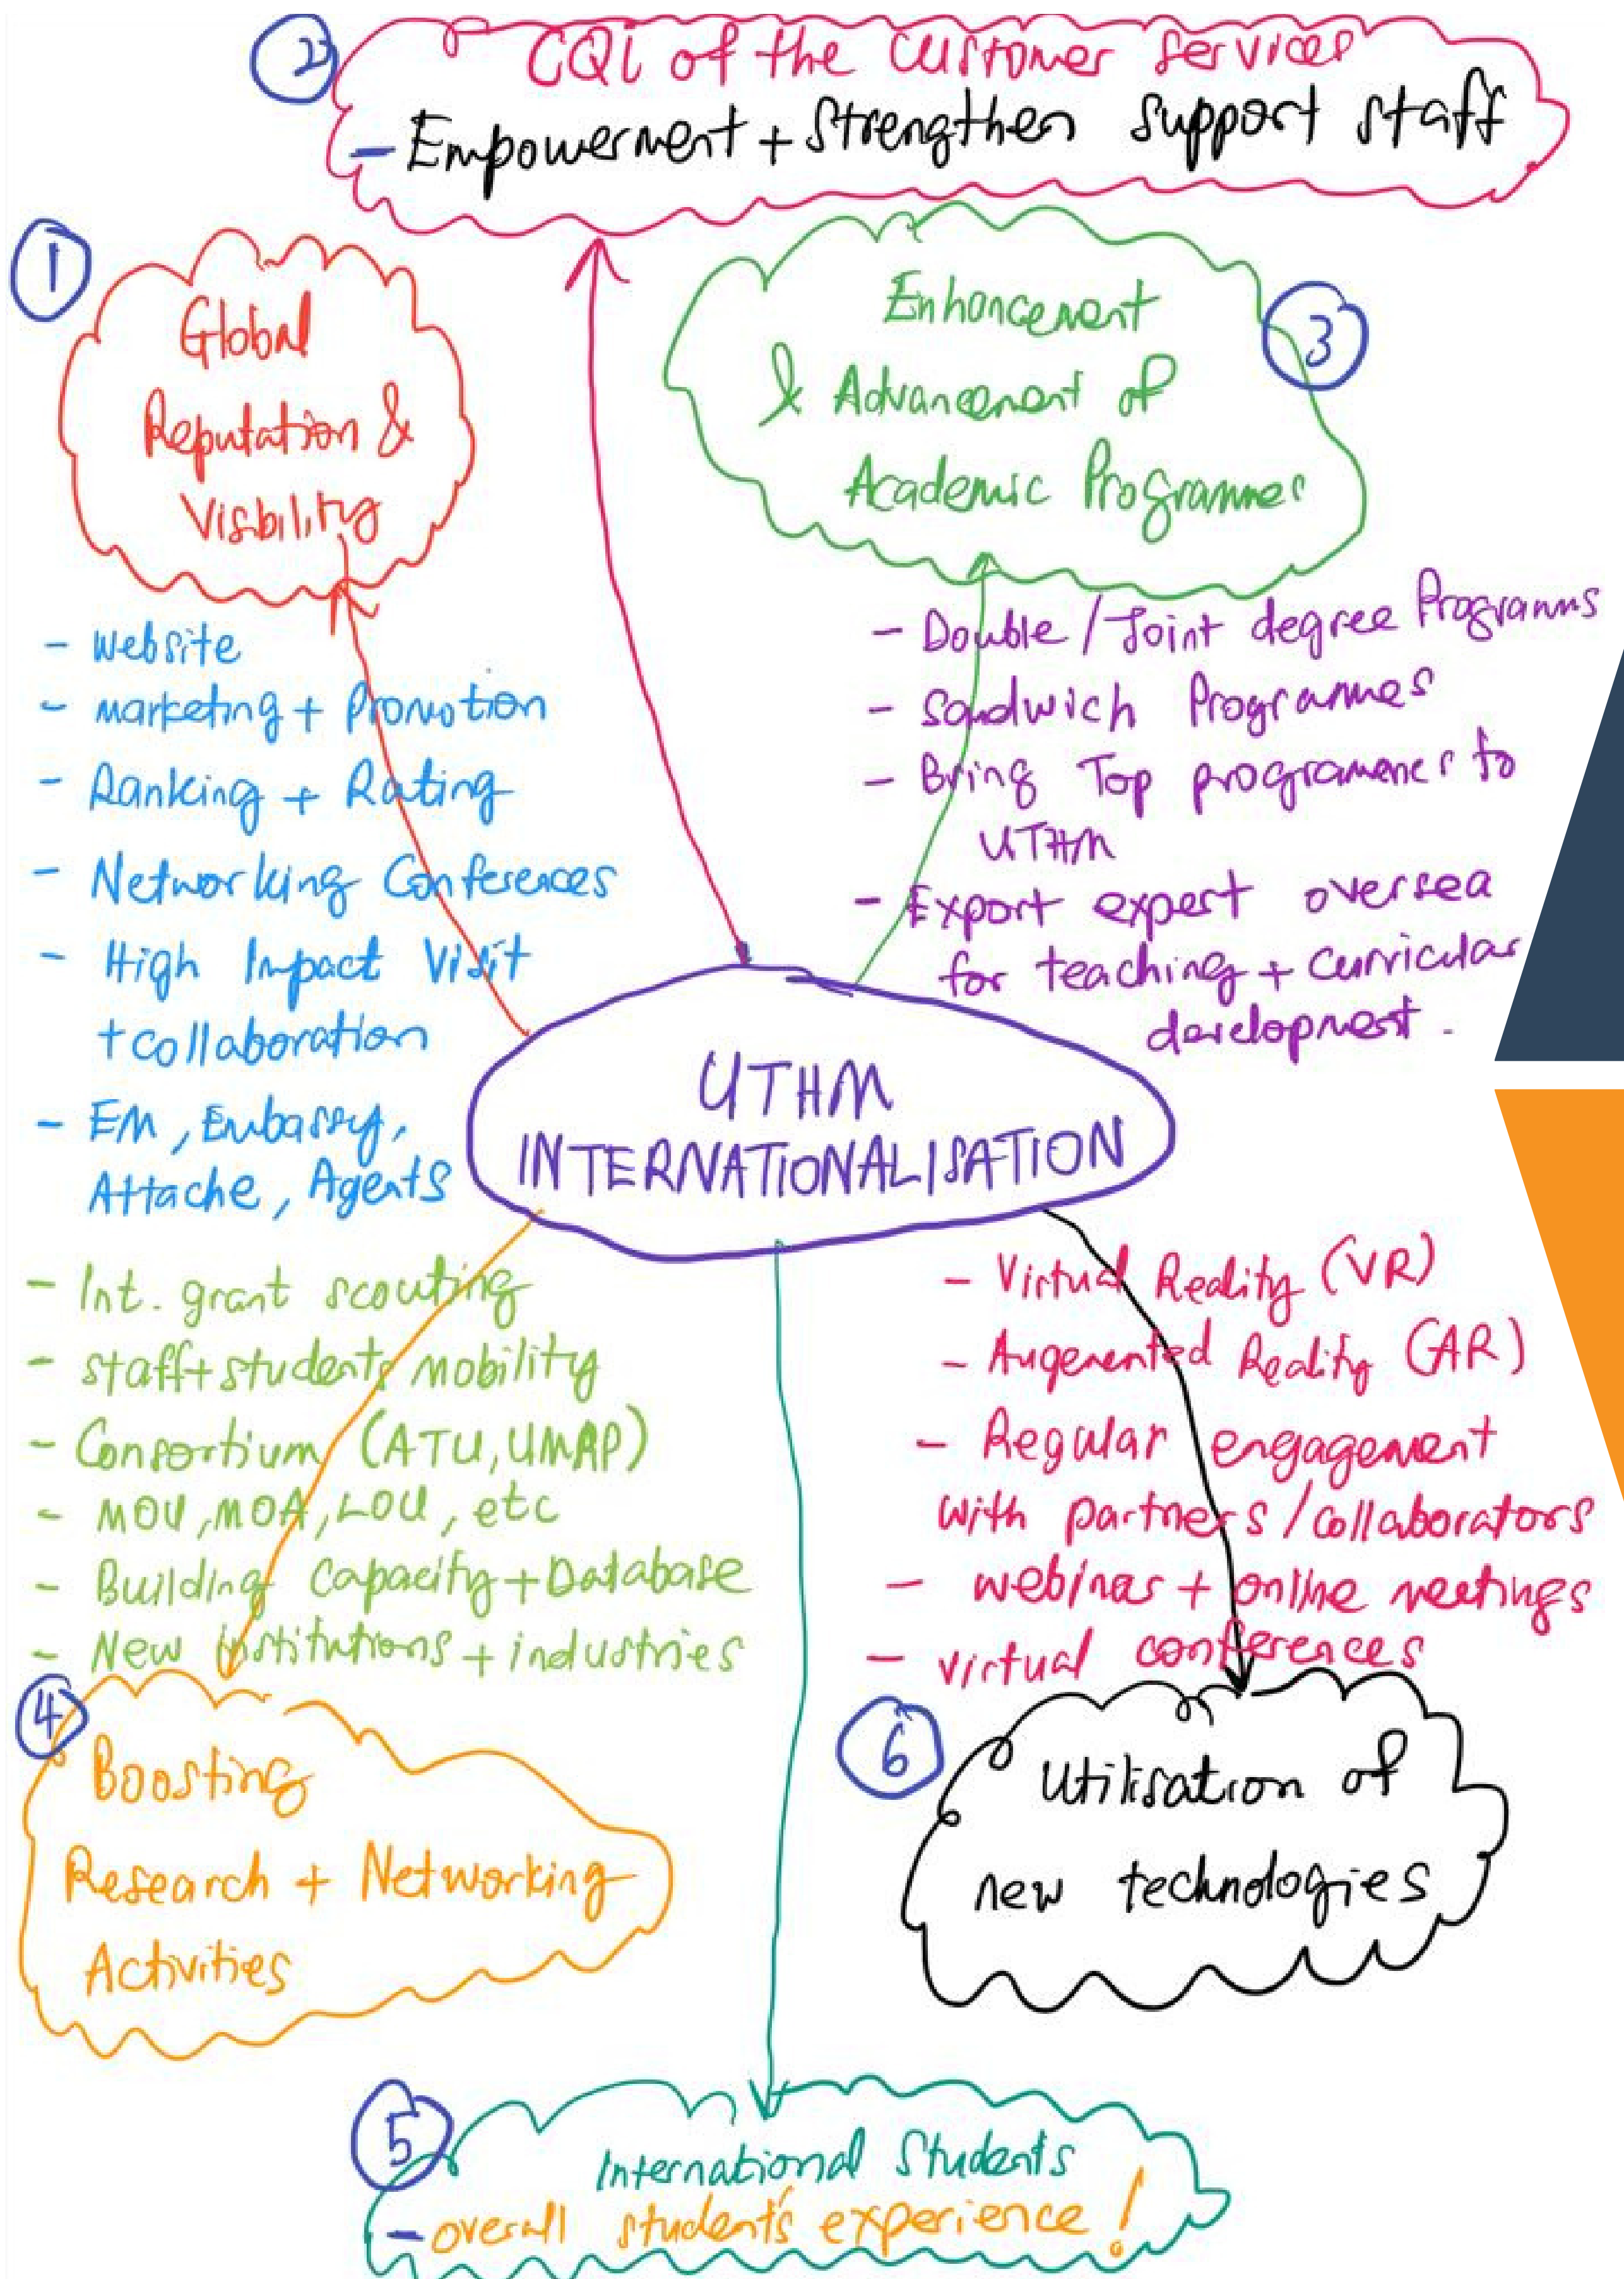 2
CQI of the Customer Services
- Empowerment + Strengthen support staff
1
Global
Reputation &
Visibility
- Website
- marketing + Promotion
- Ranking + Rating
- Networking Conferences
- High Impact Visit
+ collaboration
- EM, Embassy,
Attache, Agents
3
Enhancement
& Advancement of
Academic Programmes
- Double / Joint degree Programms
- Sandwich Programmes
- Bring Top programemes to
UTHM
- Export expert oversea
for teaching + curricular
development.
UTHM
INTERNATIONALISATION
- Int. grant scouting
- staff + students mobility
- Consortium (ATU, UMAP)
- MOU, MOA, LOU, etc
- Building Capacity + Database
- New institutions + industries
4
Boosting
Research + Networking
Activities
- Virtual Reality (VR)
- Augemented Reality (AR)
- Regular engagement
with partners / collaborators
- webinar + online meetings
- virtual conferences
6
Utilisation of
new technologies
5
International Students
- overall student's experience !